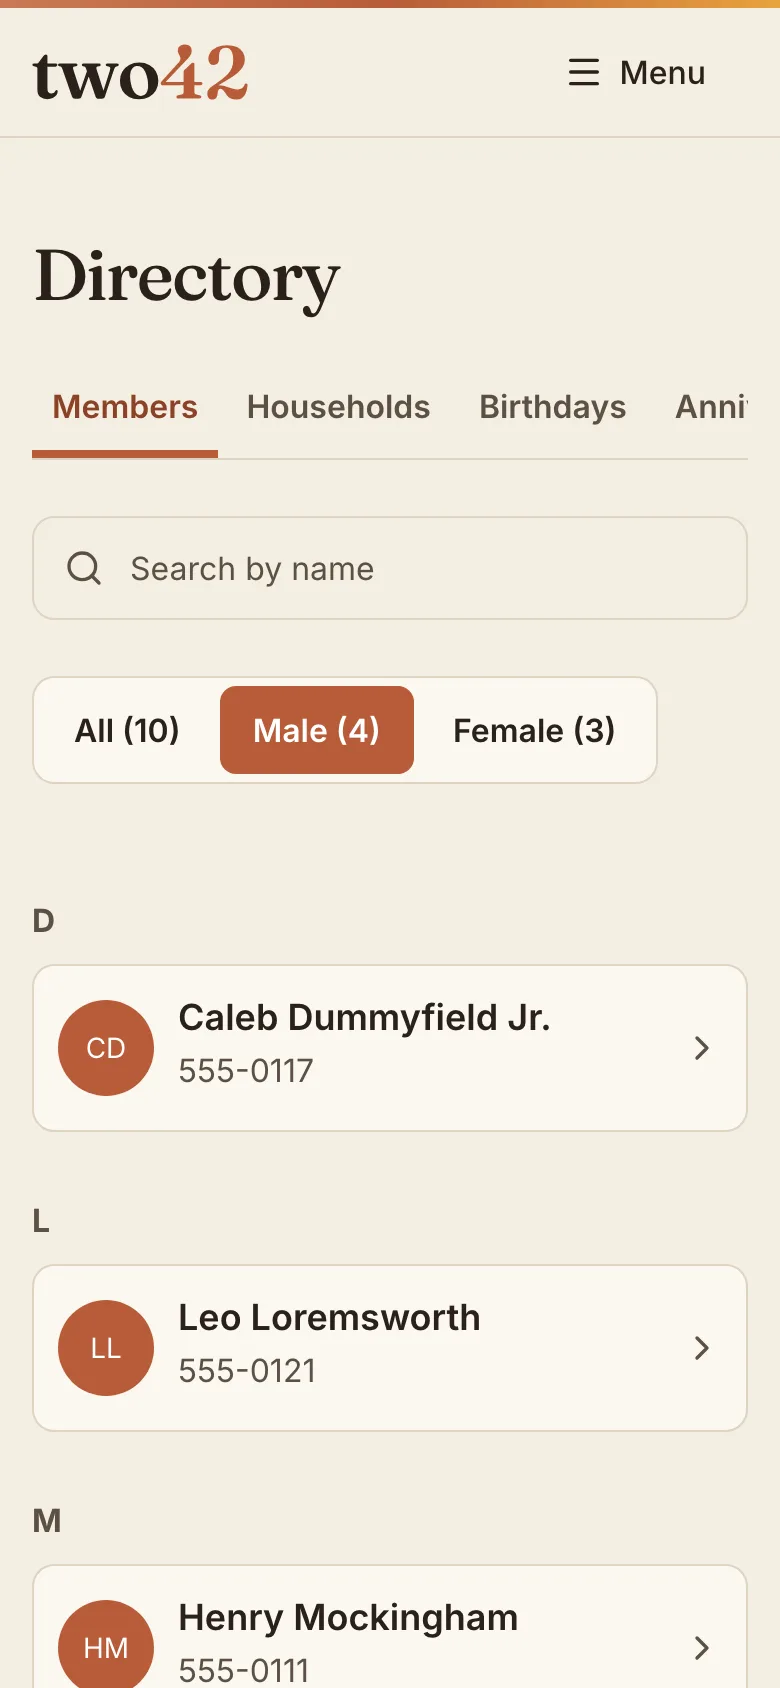 two42
Menu
Directory
Members Households Birthdays Anni
Search by name
All (10) Male (4) Female (3)
D
CD
Caleb Dummyfield Jr.
555-0117
L
LL
Leo Loremsworth
555-0121
M
HM
Henry Mockingham
555-0111